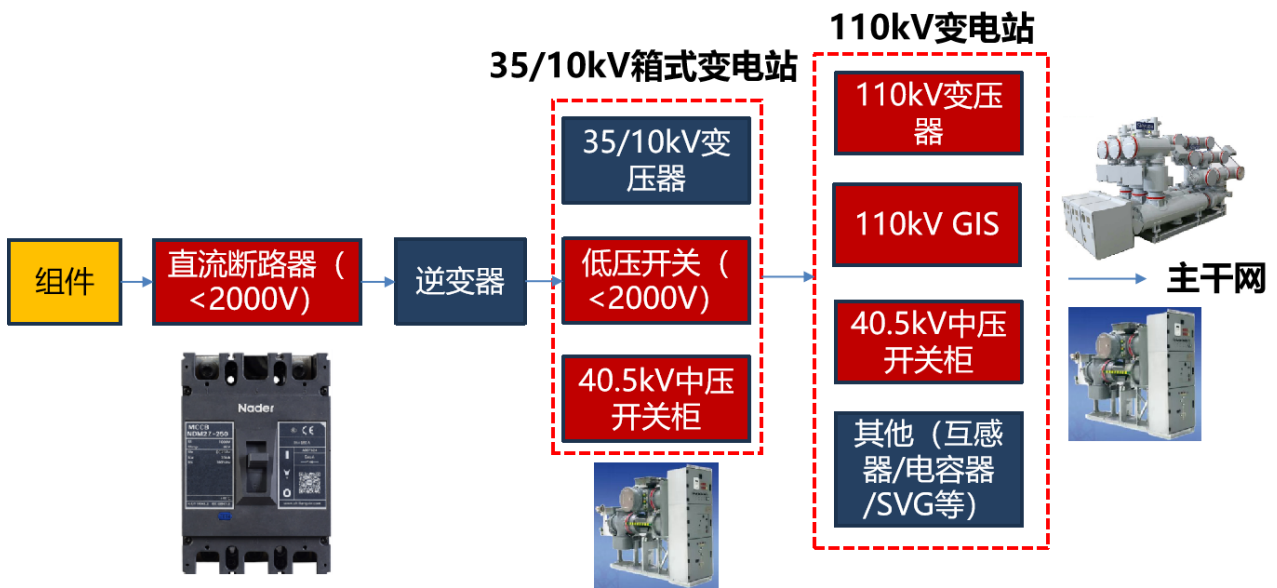 110kV变电站
35/10kV箱式变电站
组件
直流断路器（
<2000V）
逆变器
35/10kV变
压器
低压开关（
<2000V）
40.5kV中压
开关柜
110kV变压
器
110kV GIS
40.5kV中压
开关柜
其他（互感
器/电容器
/SVG等）
主干网
Nader
MCCB
CE